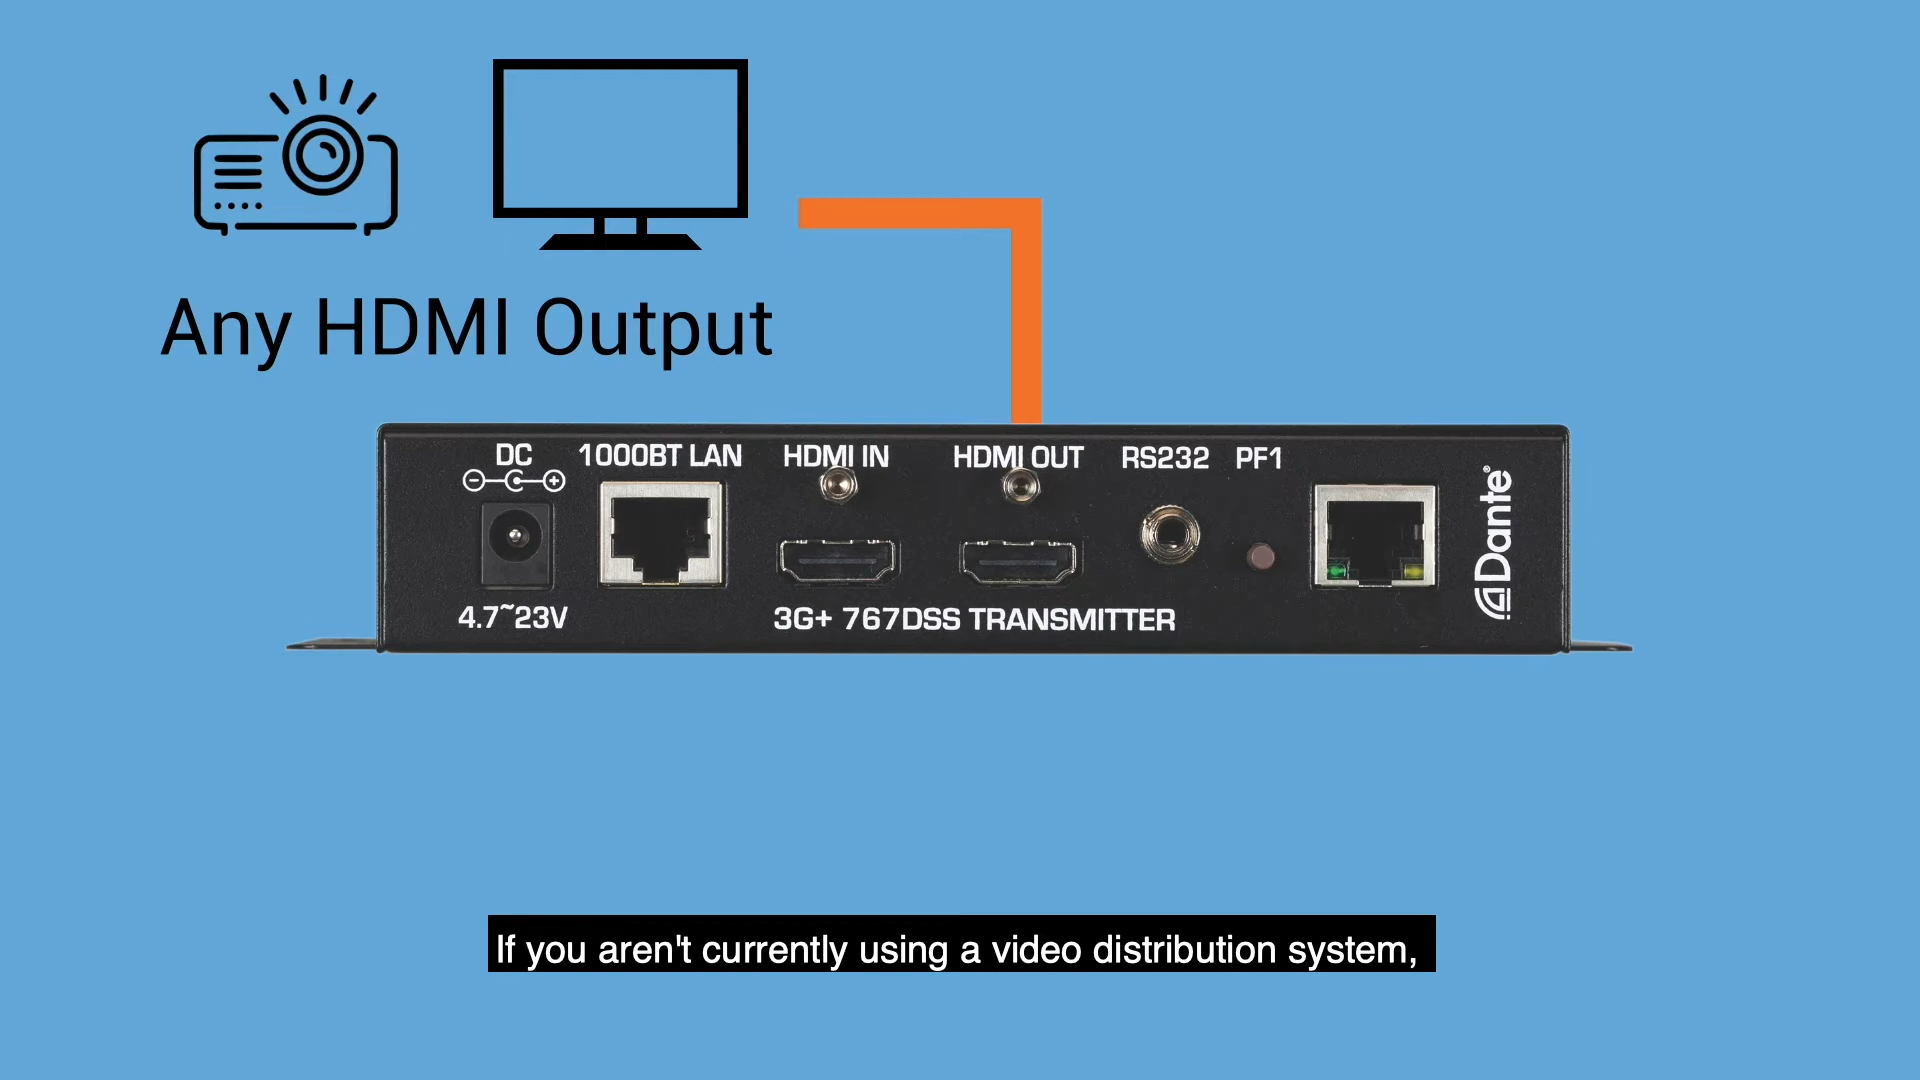 Any HDMI Output
DC 1000BT LAN HDMI IN HDMI OUT RS232 PF1
4.7~23V
3G+ 767DSS TRANSMITTER
Dante®
If you aren't currently using a video distribution system,